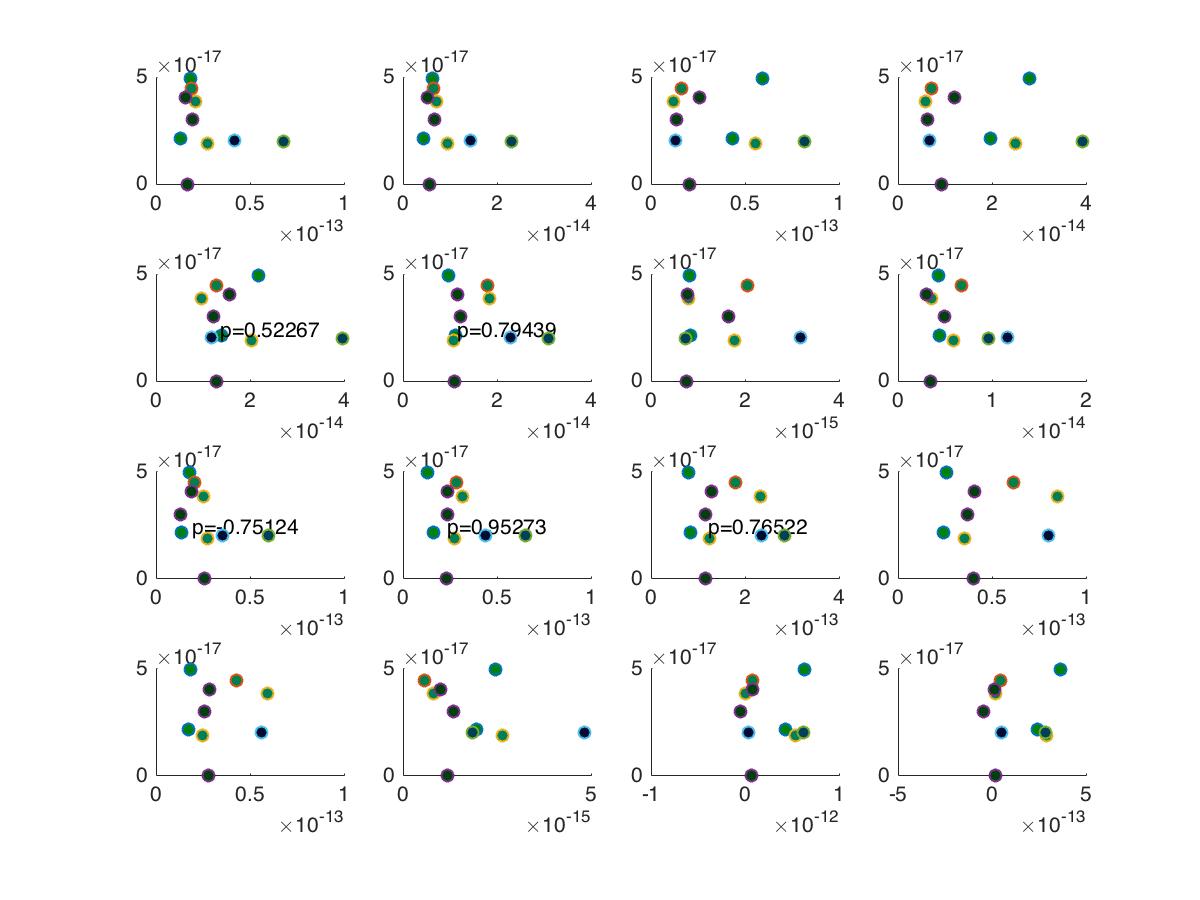 ×10-17 ×10-17 ×10-17 ×10-17
5 5 5 5
0 0 0 0
0 0.5 1 0 2 4 0 0.5 1 0 2 4
×10-13 ×10-14 ×10-13 ×10-14
×10-17 ×10-17 ×10-17 ×10-17
5 5 5 5
p=0.52267 p=0.79439
0 0 0 0
0 2 4 0 2 4 0 2 4 0 1 2
×10-14 ×10-14 ×10-15 ×10-14
×10-17 ×10-17 ×10-17 ×10-17
5 5 5 5
p=-0.75124 p=0.95273 p=0.76522
0 0 0 0
0 0.5 1 0 0.5 1 0 2 4 0 0.5 1
×10-13 ×10-13 ×10-13 ×10-13
×10-17 ×10-17 ×10-17 ×10-17
5 5 5 5
0 0 0 0
0 0.5 1 0 5 -1 0 1 -5 0 5
×10-13 ×10-15 ×10-12 ×10-13